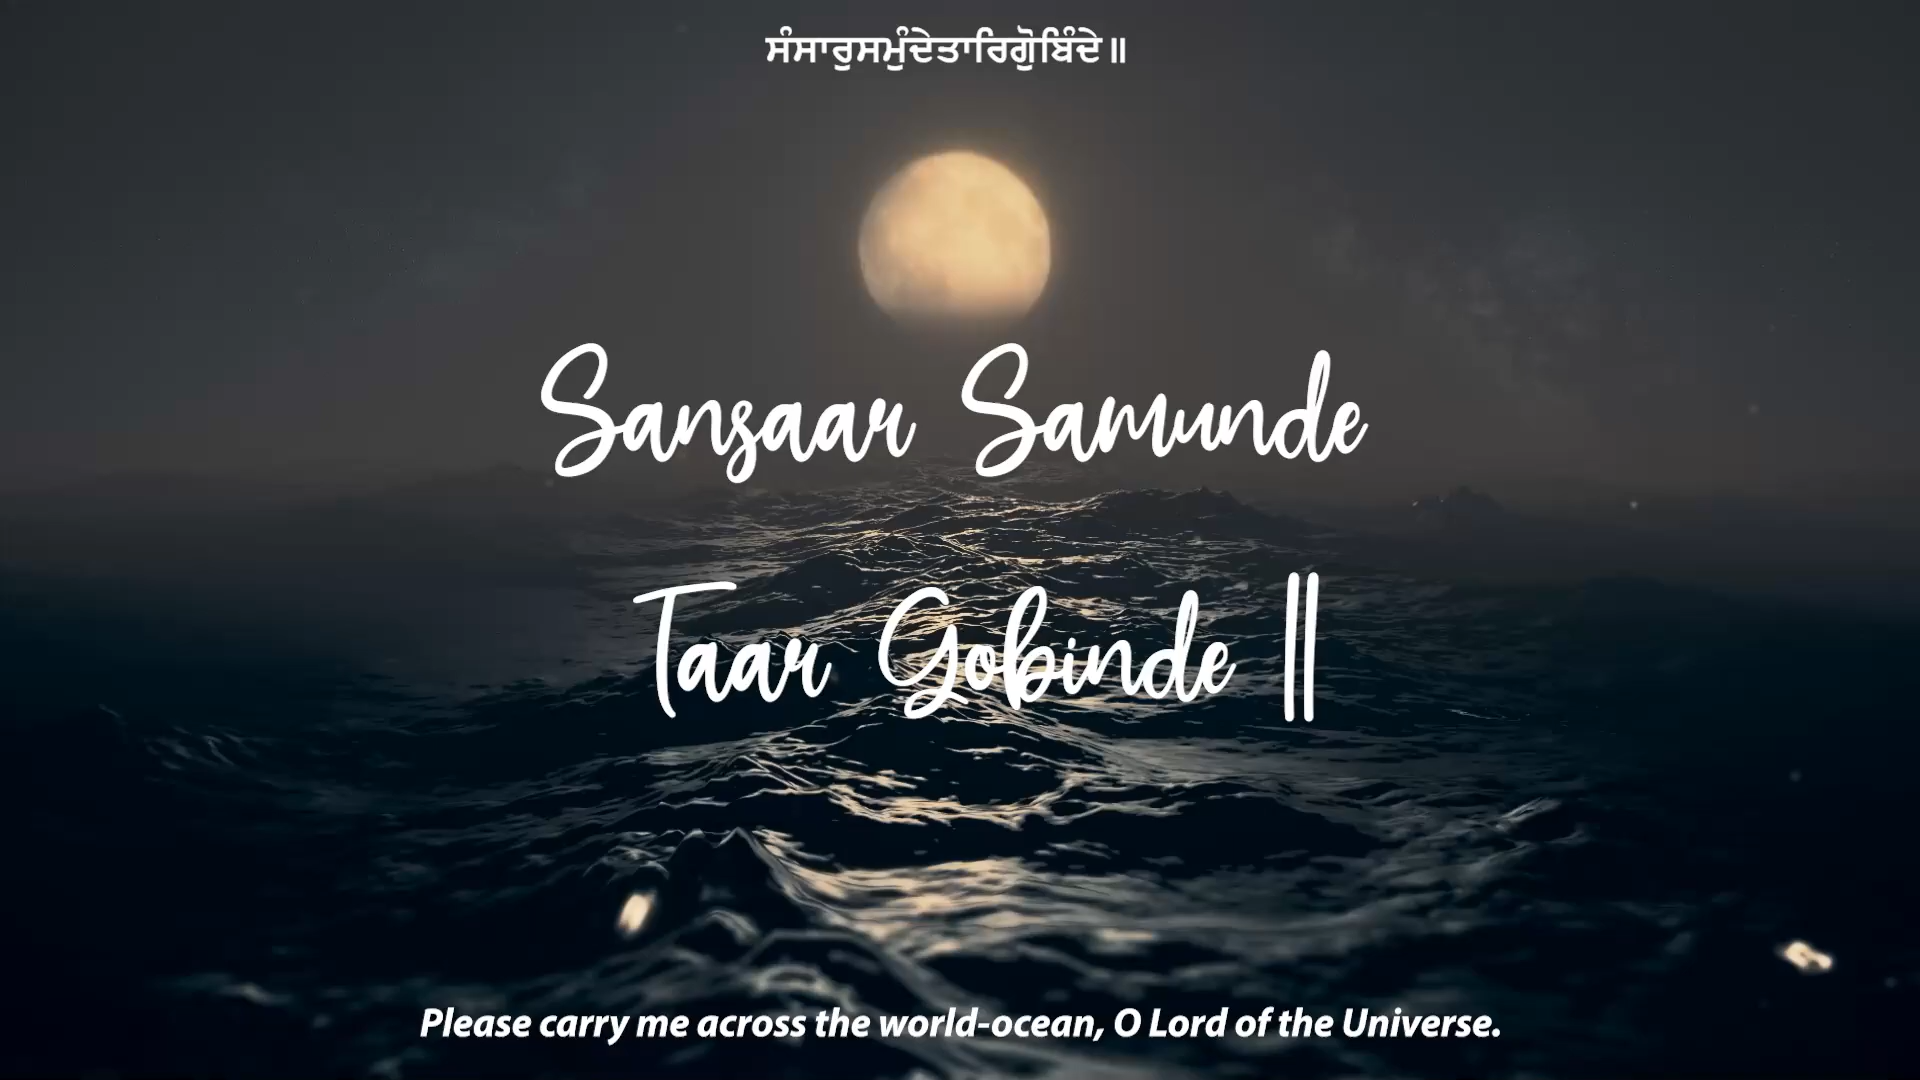 ਸੰਸਾਰੁਸਮੁੰਦੇਤਾਰਿਗੋੁਬਿੰਦੇ॥
Sansaar Samunde
Taar Gobinde ||
Please carry me across the world-ocean, O Lord of the Universe.